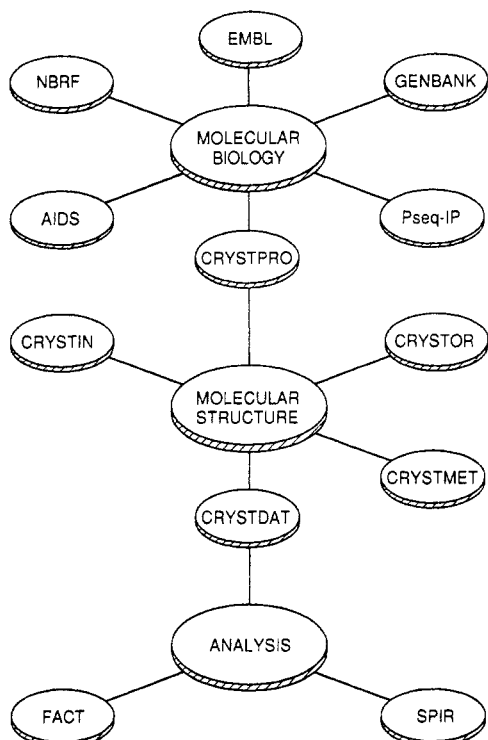 EMBL
NBRF
GENBANK
MOLECULAR
BIOLOGY
AIDS
Pseq-IP
CRYSTPRO
CRYSTIN
CRYSTOR
MOLECULAR
STRUCTURE
CRYSTMET
CRYSTDAT
ANALYSIS
FACT
SPIR